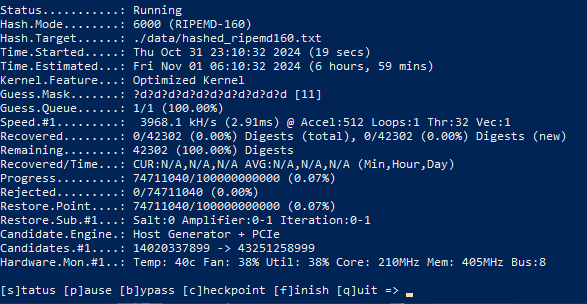 Status...........: Running
Hash.Mode........: 6000 (RIPEMD-160)
Hash.Target......: ./data/hashed_ripemd160.txt
Time.Started.....: Thu Oct 31 23:10:32 2024 (19 secs)
Time.Estimated...: Fri Nov 01 06:10:32 2024 (6 hours, 59 mins)
Kernel.Feature...: Optimized Kernel
Guess.Mask.......: ?d?d?d?d?d?d?d?d?d?d?d [11]
Guess.Queue......: 1/1 (100.00%)
Speed.#1.........:  3968.1 kH/s (2.91ms) @ Accel:512 Loops:1 Thr:32 Vec:1
Recovered........: 0/42302 (0.00%) Digests (total), 0/42302 (0.00%) Digests (new)
Remaining........: 42302 (100.00%) Digests
Recovered/Time...: CUR:N/A,N/A,N/A AVG:N/A,N/A,N/A (Min,Hour,Day)
Progress.........: 74711040/100000000000 (0.07%)
Rejected.........: 0/74711040 (0.00%)
Restore.Point....: 74711040/100000000000 (0.07%)
Restore.Sub.#1...: Salt:0 Amplifier:0-1 Iteration:0-1
Candidate.Engine.: Host Generator + PCIe
Candidates.#1....: 14020337899 -> 43251258999
Hardware.Mon.#1..: Temp: 40c Fan: 38% Util: 38% Core: 210MHz Mem: 405MHz Bus:8
[s]tatus [p]ause [b]ypass [c]heckpoint [f]inish [q]uit =>